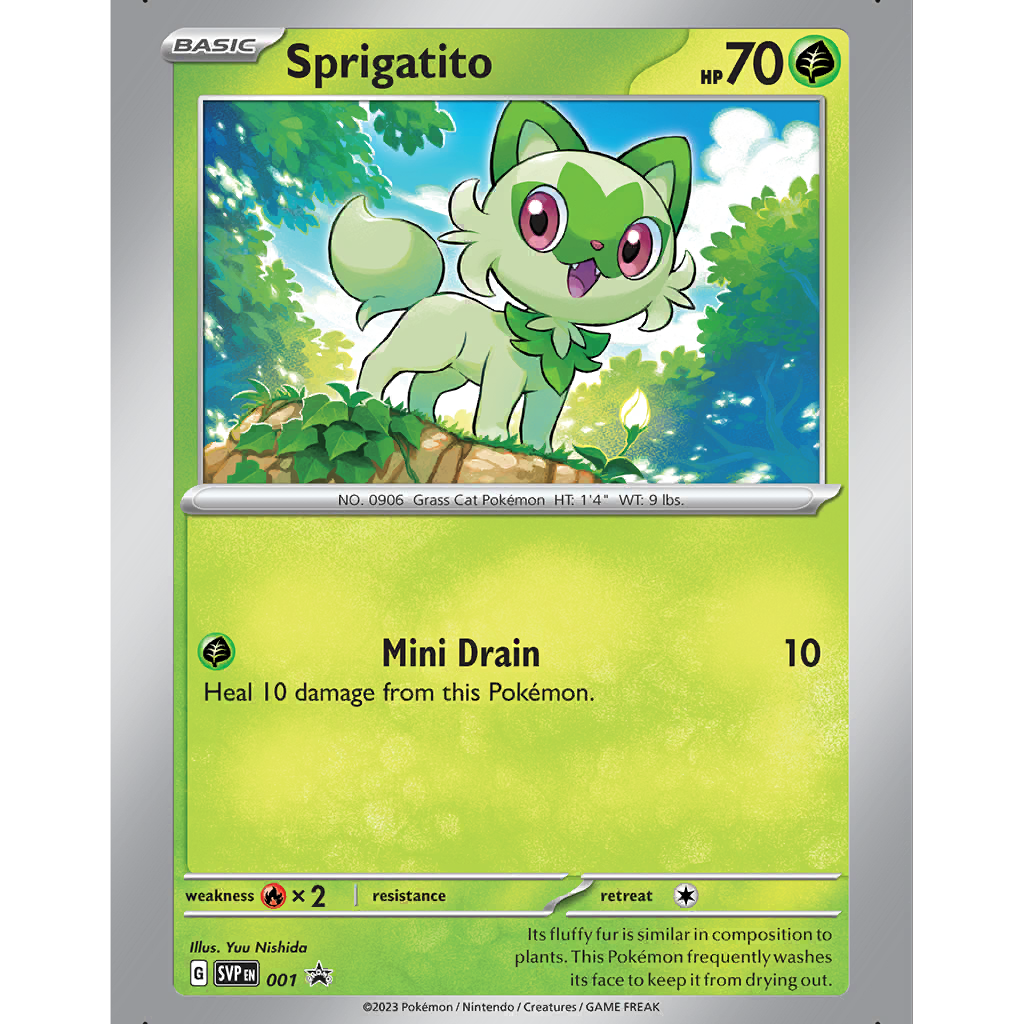 BASIC
Sprigatito
HP 70
NO. 0906 Grass Cat Pokémon HT: 1'4" WT: 9 lbs.
Mini Drain 10
Heal 10 damage from this Pokémon.
weakness ×2 resistance retreat
Illus. Yuu Nishida
G SVP EN 001
Its fluffy fur is similar in composition to
plants. This Pokémon frequently washes
its face to keep it from drying out.
©2023 Pokémon / Nintendo / Creatures / GAME FREAK